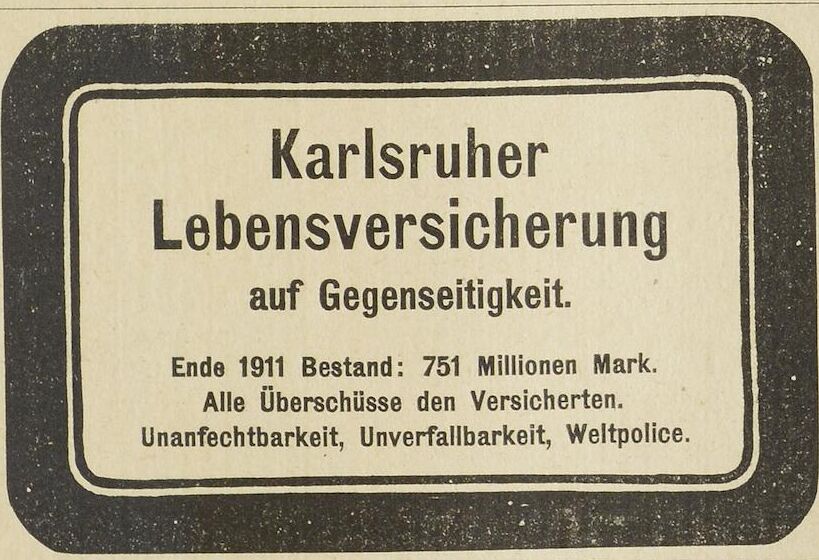 Karlsruher
Lebensversicherung
auf Gegenseitigkeit.
Ende 1911 Bestand: 751 Millionen Mark.
Alle Überschüsse den Versicherten.
Unanfechtbarkeit, Unverfallbarkeit, Weltpolice.